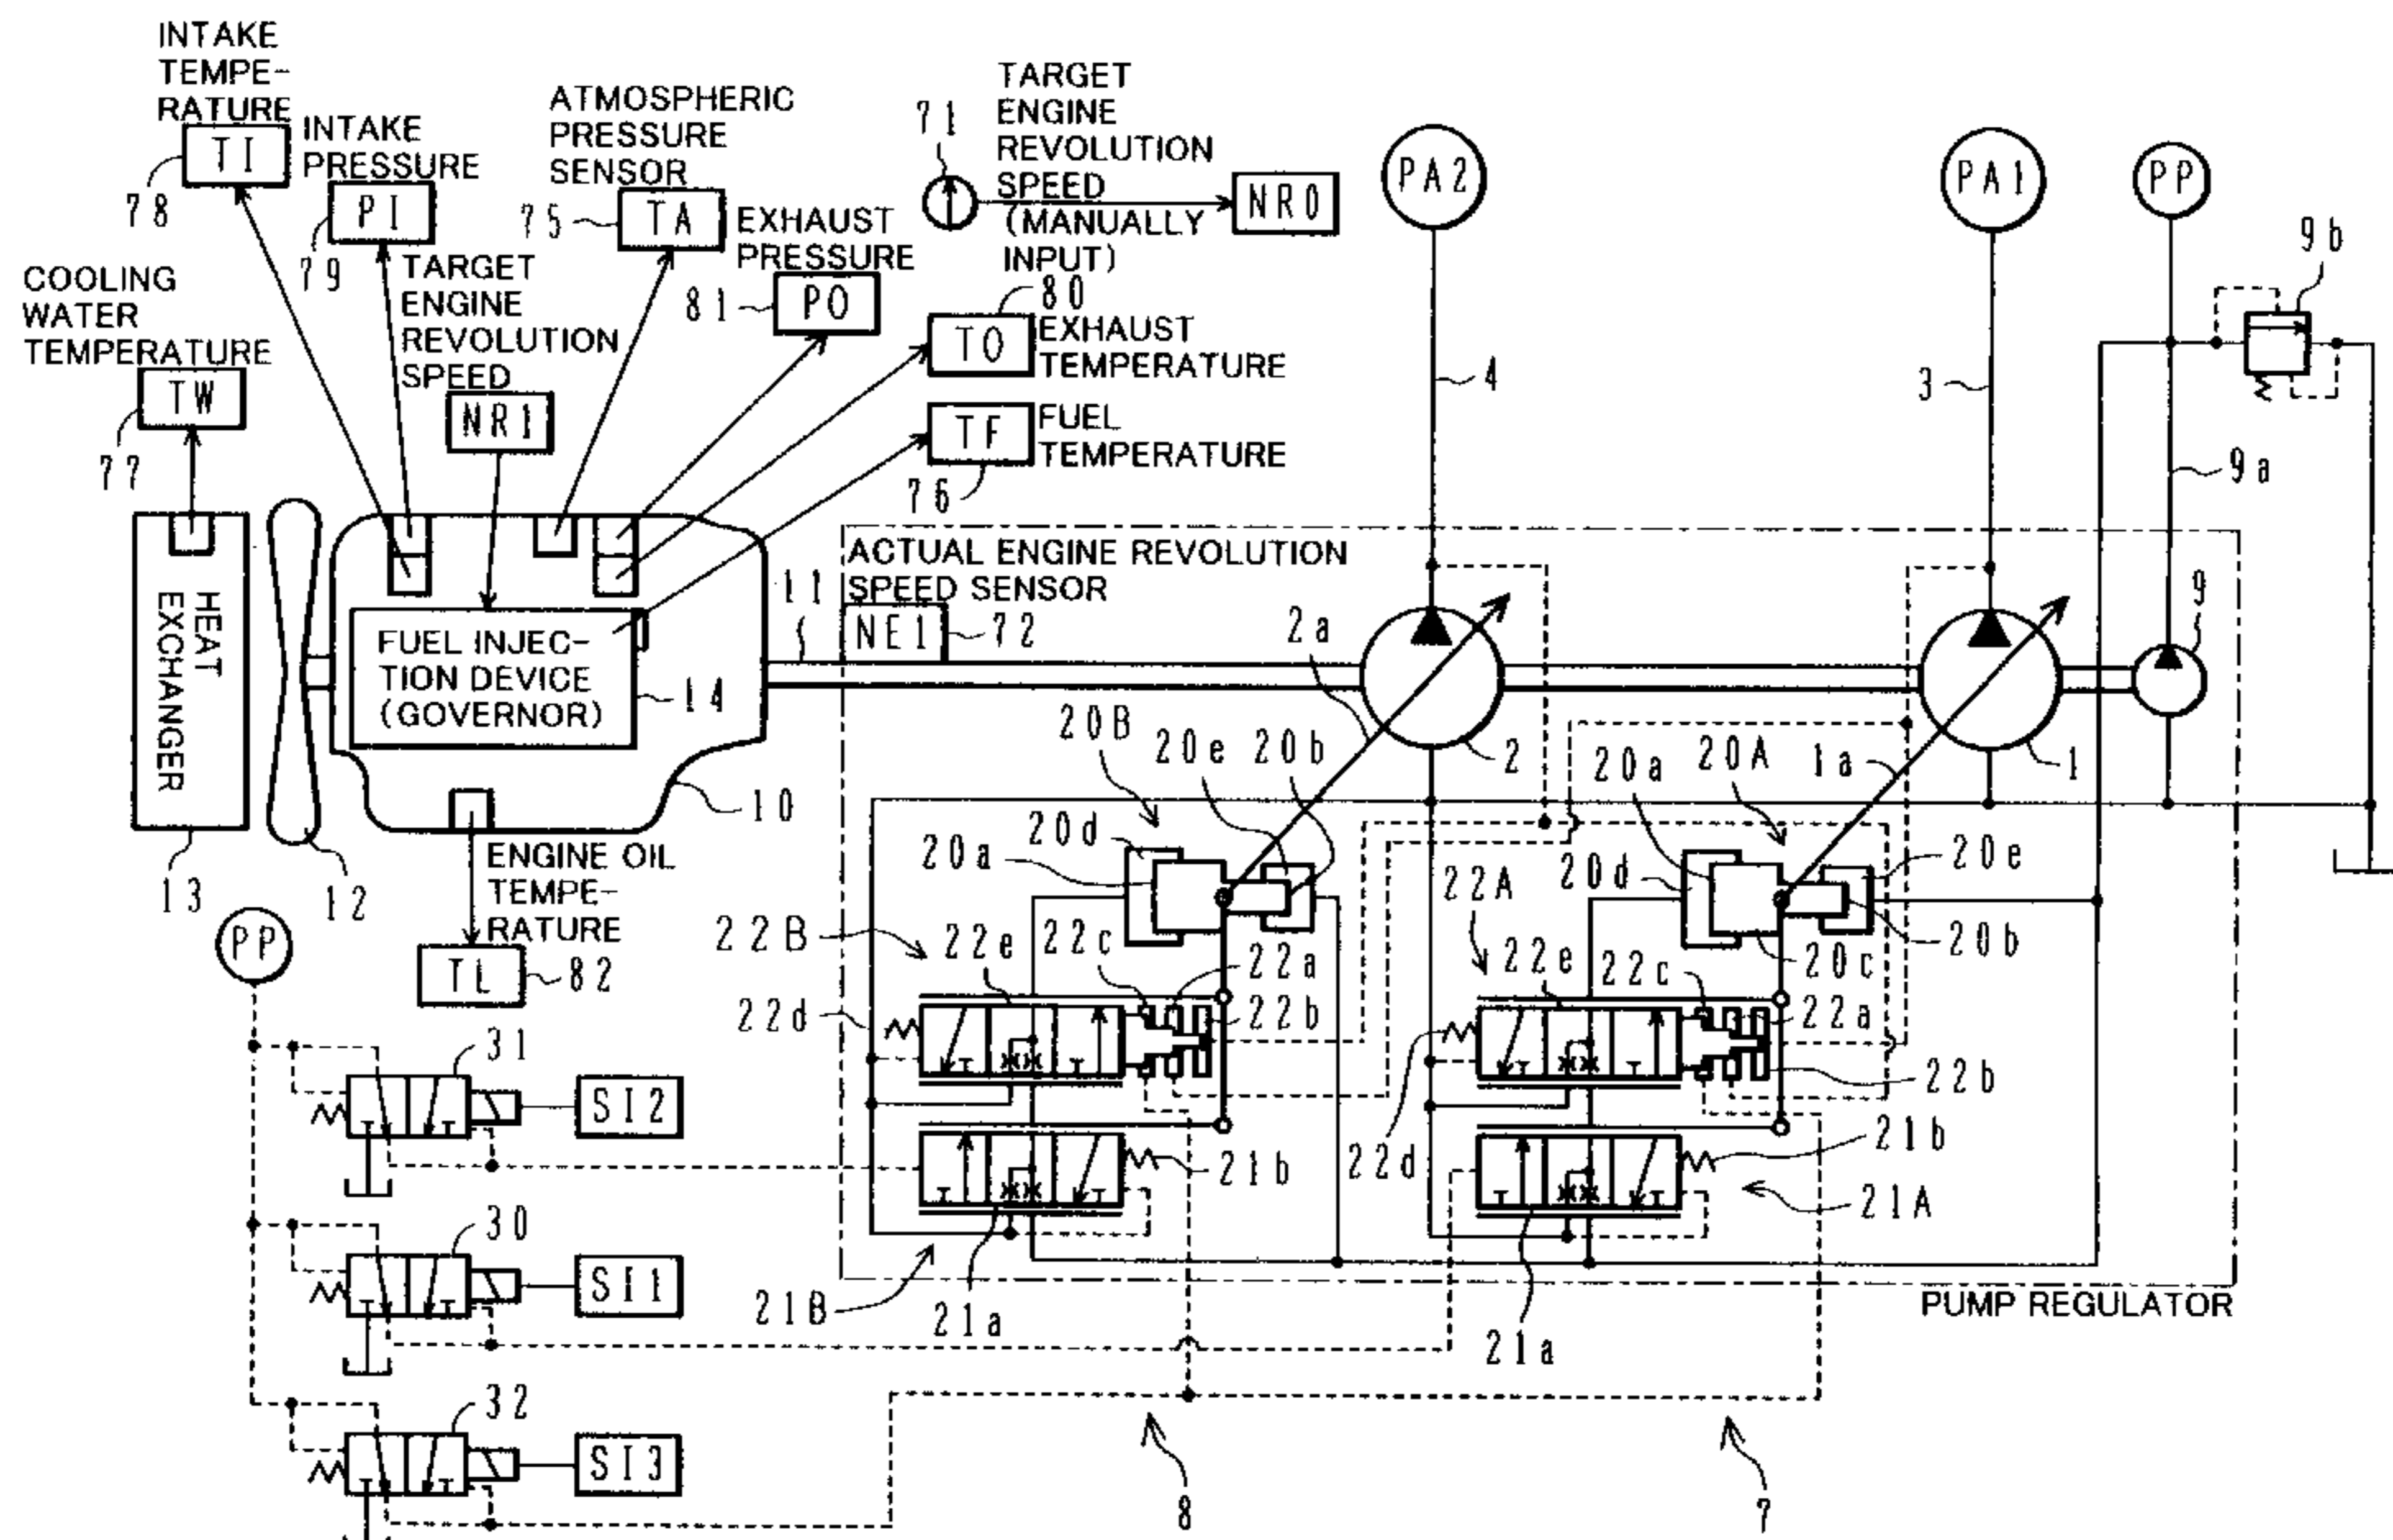 INTAKE
TEMPE-
RATURE
TI
78
INTAKE
PRESSURE
PI
79
ATMOSPHERIC
PRESSURE
SENSOR
TA
75
71
TARGET
ENGINE
REVOLUTION
SPEED
(MANUALLY
INPUT)
NR0
PA2
PA1
PP
9b
COOLING
WATER
TEMPERATURE
TW
77
TARGET
ENGINE
REVOLUTION
SPEED
NR1
EXHAUST
PRESSURE
PO
81
80
TO
EXHAUST
TEMPERATURE
TF
FUEL
TEMPERATURE
76
4
3
9a
HEAT
EXCHANGER
13
12
FUEL INJEC-
TION DEVICE
(GOVERNOR)
14
10
11
ACTUAL ENGINE REVOLUTION
SPEED SENSOR
NE1
72
2a
2
1a
1
9
20B
20e
20b
20d
20a
20a
20A
20d
20e
20b
20c
ENGINE OIL
TEMPE-
RATURE
TL
82
PP
22B
22e
22c
22a
22b
22d
22A
22e
22c
22a
22b
22d
31
SI2
21b
21b
21A
30
SI1
21B
21a
21a
PUMP REGULATOR
32
SI3
8
7